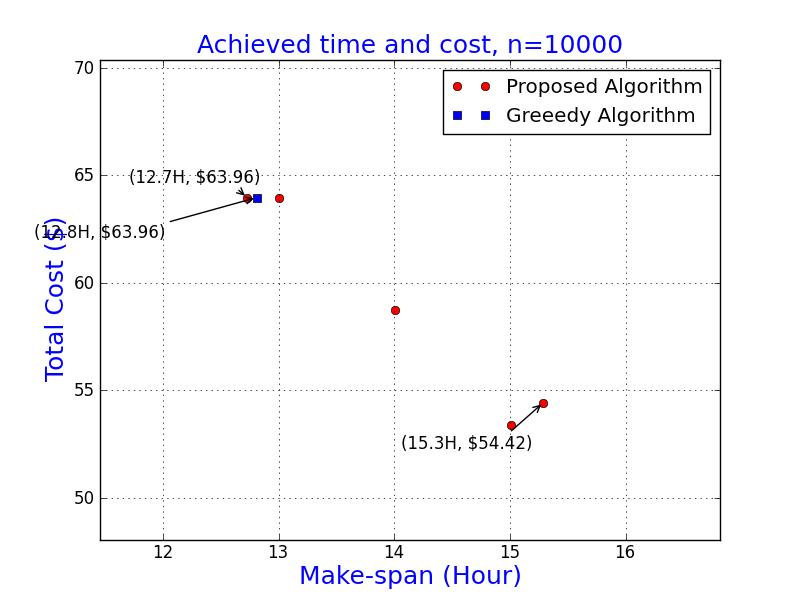 Achieved time and cost, n=10000
70
65
60
55
50
Total Cost ($)
Proposed Algorithm
Greeedy Algorithm
(12.7H, $63.96)
(12.8H, $63.96)
(15.3H, $54.42)
12 13 14 15 16
Make-span (Hour)